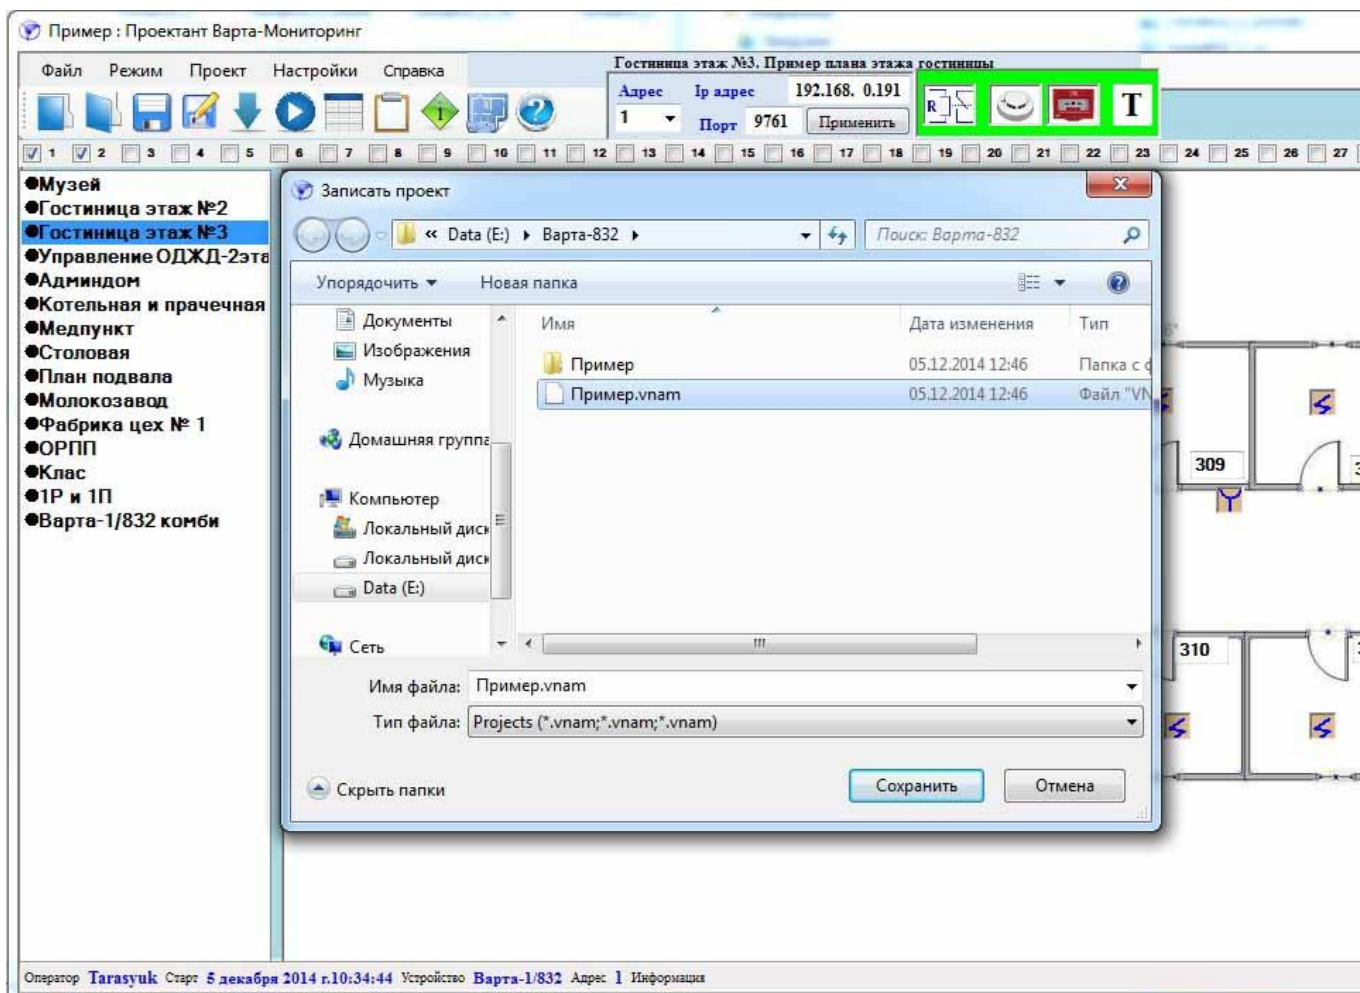 Пример : Проектант Варта-Мониторинг
Файл Режим Проект Настройки Справка
Гостиница этаж №3. Пример плана этажа гостиницы
Адрес Ip адрес 192.168. 0.191
1 Порт 9761 Применить
R T
1 2 3 4 5 6 7 8 9 10 11 12 13 14 15 16 17 18 19 20 21 22 23 24 25 26 27
Музей
Гостиница этаж №2
Гостиница этаж №3
Управление ОДЖД-2эта
Админдом
Котельная и прачечная
Медпункт
Столовая
План подвала
Молокозавод
Фабрика цех № 1
ОРПП
Клас
1Р и 1П
Варта-1/832 комби
Записать проект
« Data (E:) Варта-832
Поиск: Варта-832
Упорядочить Новая папка
Документы
Изображения
Музыка
Домашняя группа
Компьютер
Локальный диск
Локальный диск
Data (E:)
Сеть
Имя Дата изменения Тип
Пример 05.12.2014 12:46 Папка с ф
Пример.vnam 05.12.2014 12:46 Файл "VN
Имя файла: Пример.vnam
Тип файла: Projects (*.vnam;*.vnam;*.vnam)
Скрыть папки Сохранить Отмена
309
310
Оператор Tarasyuk Старт 5 декабря 2014 г.10:34:44 Устройство Варта-1/832 Адрес 1 Информация